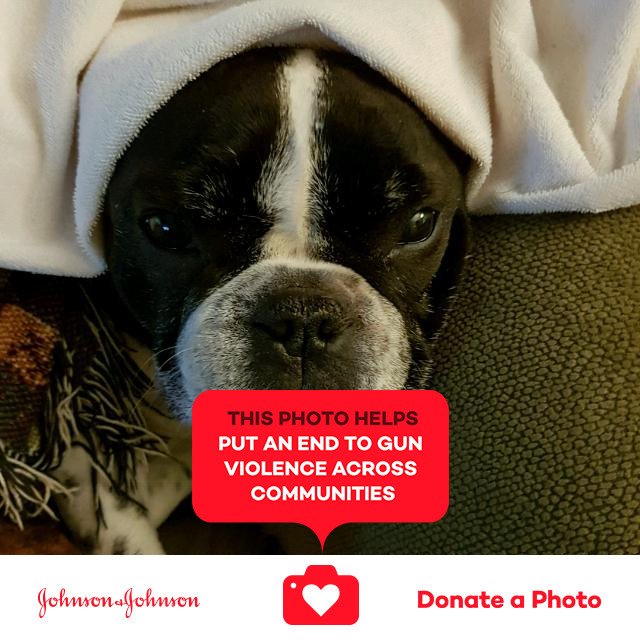 THIS PHOTO HELPS
PUT AN END TO GUN
VIOLENCE ACROSS
COMMUNITIES
Johnson & Johnson
Donate a Photo